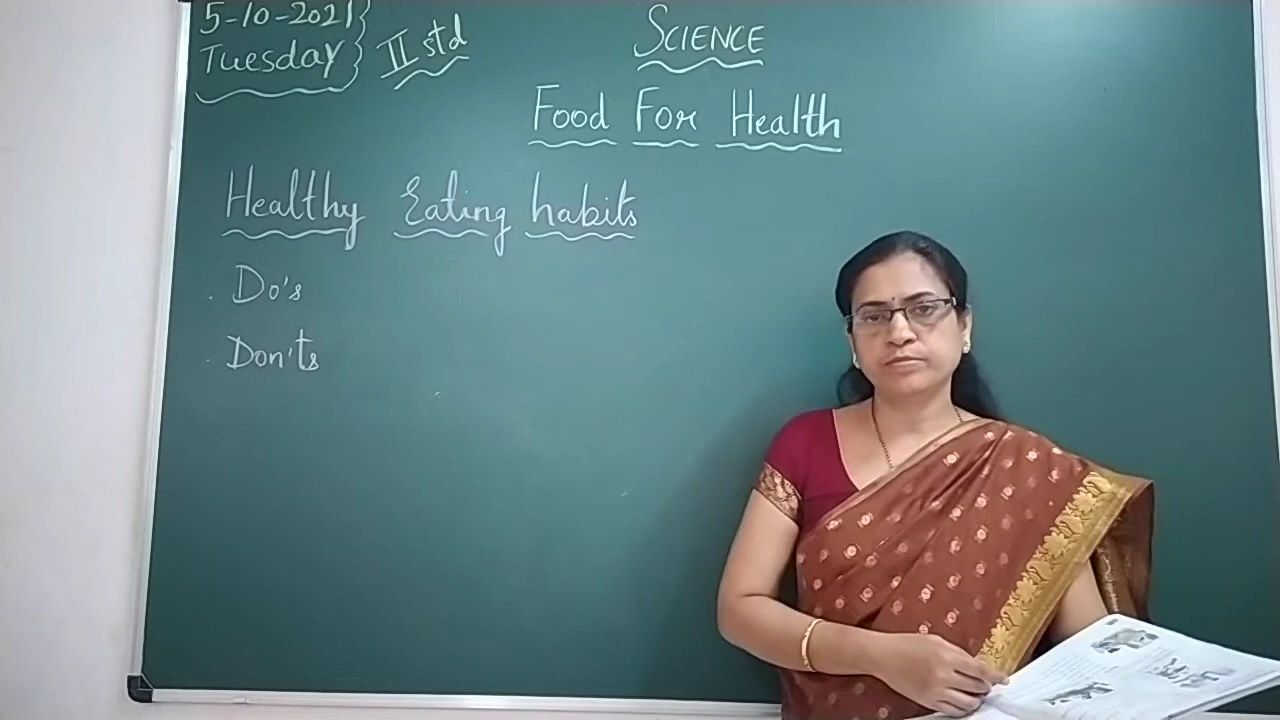 5-10-2021
Tuesday
II std
SCIENCE
Food For Health
Healthy Eating habits
. Do's
. Don'ts